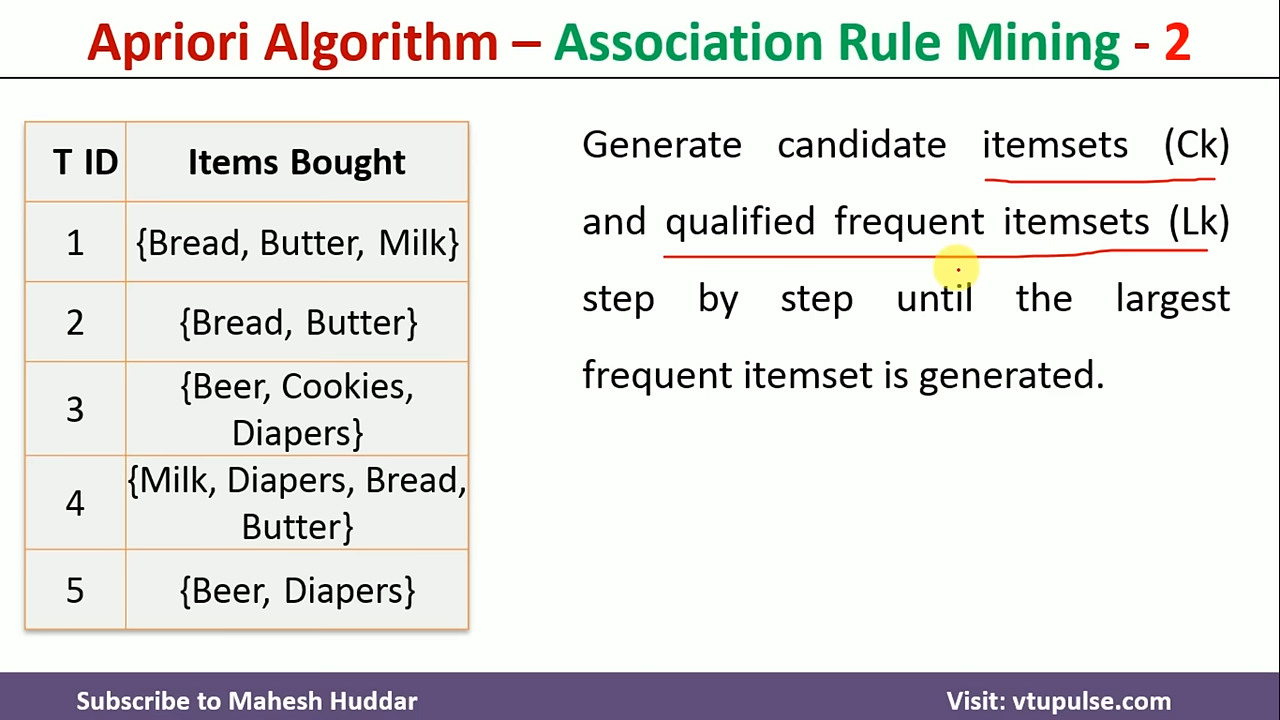 Apriori Algorithm – Association Rule Mining - 2
T ID Items Bought
1 {Bread, Butter, Milk}
2 {Bread, Butter}
3 {Beer, Cookies,
Diapers}
4 {Milk, Diapers, Bread,
Butter}
5 {Beer, Diapers}
Generate candidate itemsets (Ck)
and qualified frequent itemsets (Lk)
step by step until the largest
frequent itemset is generated.
Subscribe to Mahesh Huddar
Visit: vtupulse.com